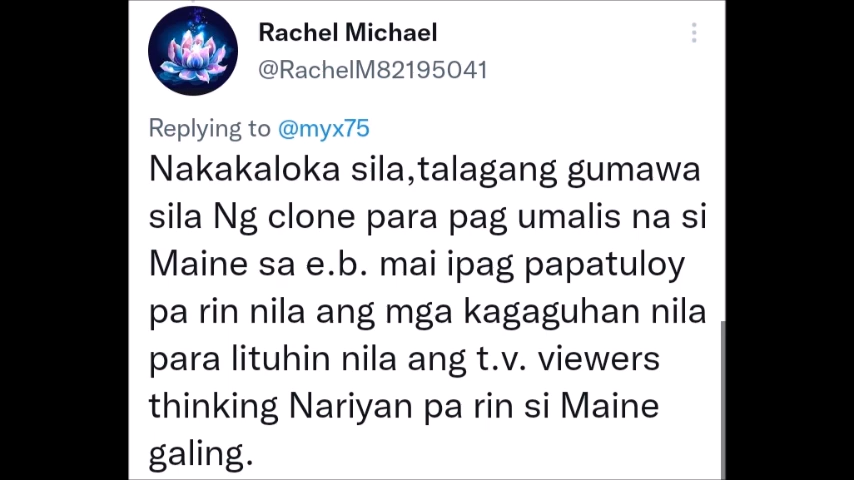 Rachel Michael
@RachelM82195041
Replying to @myx75
Nakakaloka sila,talagang gumawa
sila Ng clone para pag umalis na si
Maine sa e.b. mai ipag papatuloy
pa rin nila ang mga kagaguhan nila
para lituhin nila ang t.v. viewers
thinking Nariyan pa rin si Maine
galing.